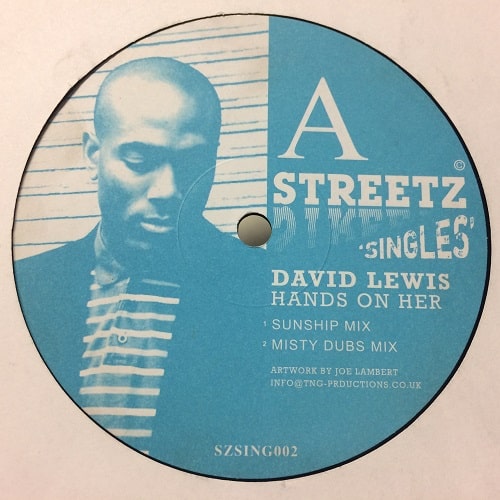 A
©
STREETZ
'SINGLES'
DAVID LEWIS
HANDS ON HER
1 SUNSHIP MIX
2 MISTY DUBS MIX
ARTWORK BY JOE LAMBERT
INFO@TNG-PRDUCTIONS.CO.UK
SZSING002